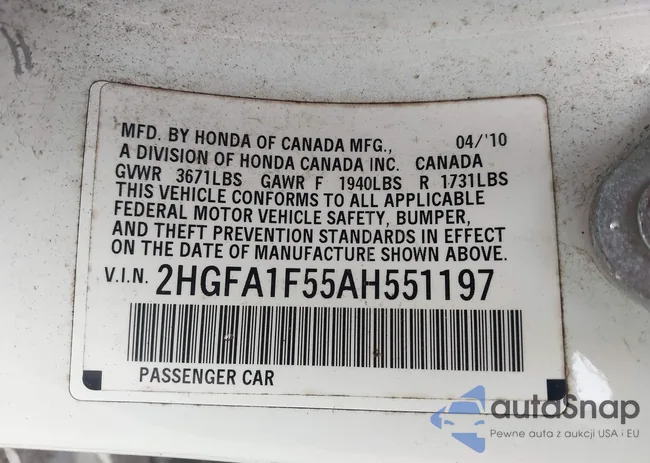 MFD. BY HONDA OF CANADA MFG., 04/'10
A DIVISION OF HONDA CANADA INC. CANADA
GVWR 3671LBS GAWR F 1940LBS R 1731LBS
THIS VEHICLE CONFORMS TO ALL APPLICABLE
FEDERAL MOTOR VEHICLE SAFETY, BUMPER,
AND THEFT PREVENTION STANDARDS IN EFFECT
ON THE DATE OF MANUFACTURE SHOWN ABOVE.
V.I.N. 2HGFA1F55AH551197
PASSENGER CAR
autaSnap
Pewne auta z aukcji USA i EU